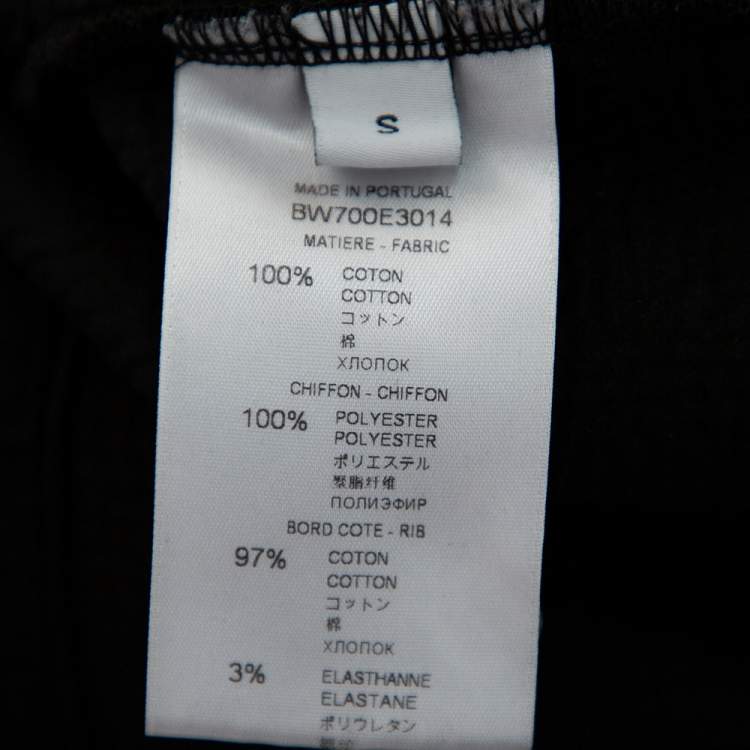 S
MADE IN PORTUGAL
BW700E3014
MATIERE - FABRIC
100% COTON
COTTON
コットン
棉
ХЛОПОК
CHIFFON - CHIFFON
100% POLYESTER
POLYESTER
ポリエステル
聚脂纤维
ПОЛИЭФИР
BORD COTE - RIB
97% COTON
COTTON
コットン
棉
ХЛОПОК
3% ELASTHANNE
ELASTANE
ポリウレタン